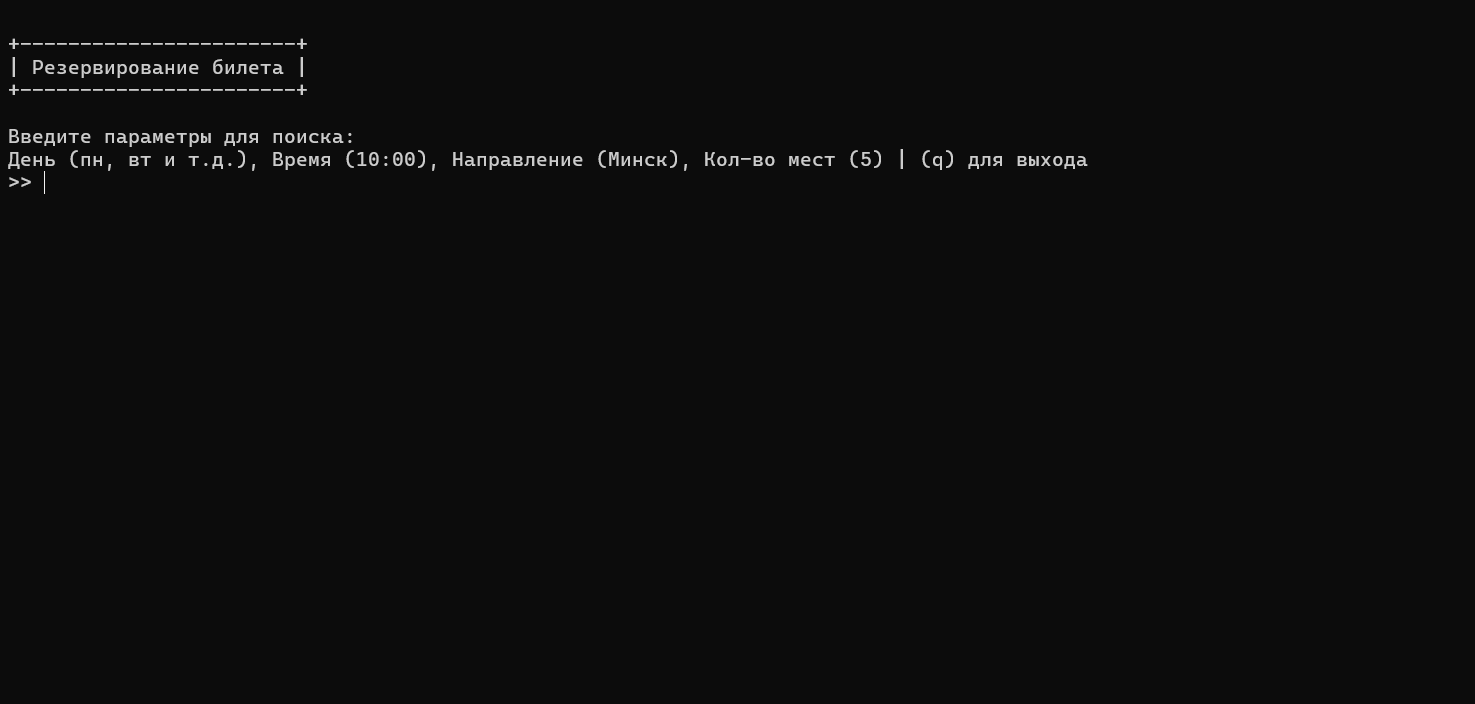 +-----------------------+
| Резервирование билета |
+-----------------------+
Введите параметры для поиска:
День (пн, вт и т.д.), Время (10:00), Направление (Минск), Кол-во мест (5) | (q) для выхода
>>